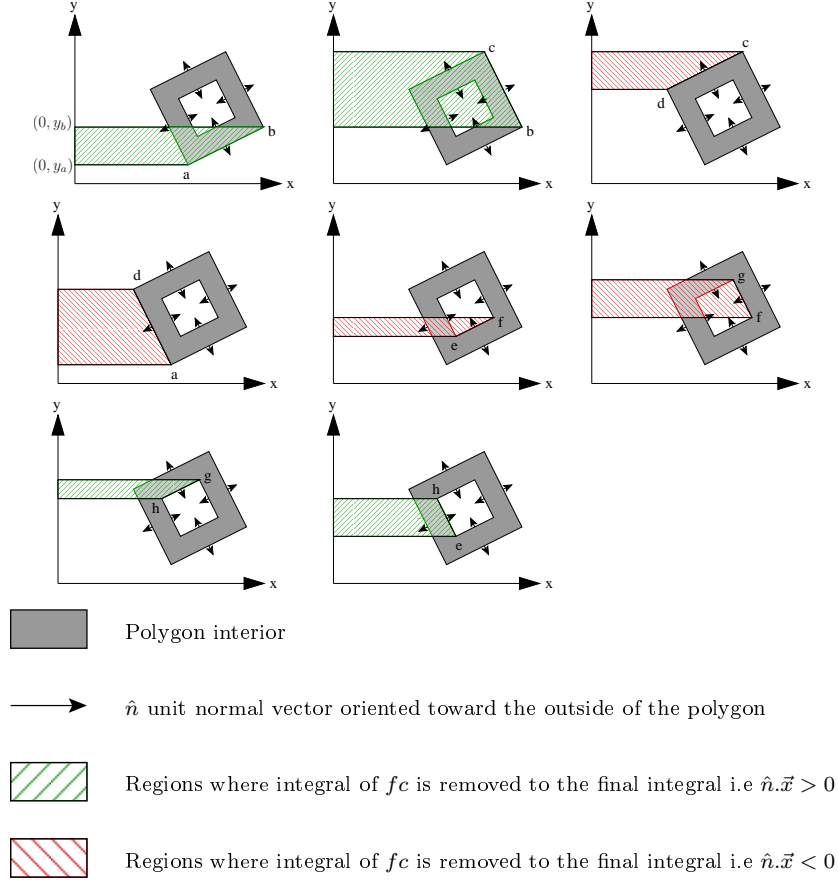 y
(0, y_b)
(0, y_a)
a
b
x
y
c
b
x
y
c
d
x
y
d
a
x
y
e
f
x
y
g
f
x
y
g
h
x
y
h
e
x
Polygon interior
n̂ unit normal vector oriented toward the outside of the polygon
Regions where integral of fc is removed to the final integral i.e n̂.x⃗ > 0
Regions where integral of fc is removed to the final integral i.e n̂.x⃗ < 0